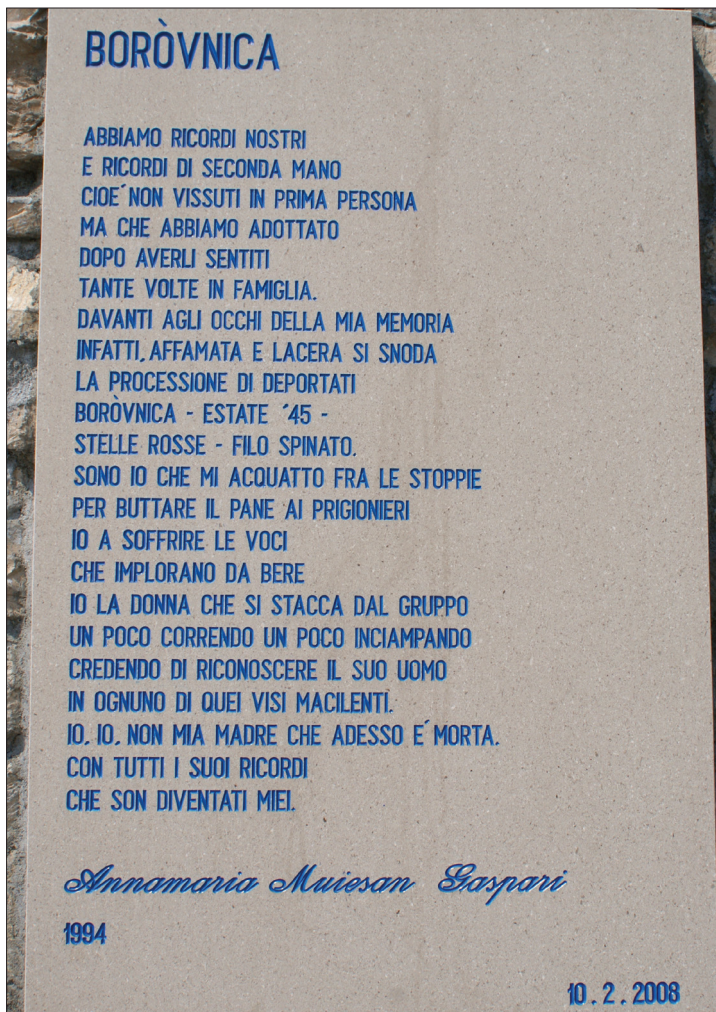 BORÒVNICA
ABBIAMO RICORDI NOSTRI
E RICORDI DI SECONDA MANO
CIOE´ NON VISSUTI IN PRIMA PERSONA
MA CHE ABBIAMO ADOTTATO
DOPO AVERLI SENTITI
TANTE VOLTE IN FAMIGLIA.
DAVANTI AGLI OCCHI DELLA MIA MEMORIA
INFATTI, AFFAMATA E LACERA SI SNODA
LA PROCESSIONE DI DEPORTATI
BORÒVNICA - ESTATE ´45 -
STELLE ROSSE - FILO SPINATO.
SONO IO CHE MI ACQUATTO FRA LE STOPPIE
PER BUTTARE IL PANE AI PRIGIONIERI
IO A SOFFRIRE LE VOCI
CHE IMPLORANO DA BERE
IO LA DONNA CHE SI STACCA DAL GRUPPO
UN POCO CORRENDO UN POCO INCIAMPANDO
CREDENDO DI RICONOSCERE IL SUO UOMO
IN OGNUNO DI QUEI VISI MACILENTI.
IO, IO, NON MIA MADRE CHE ADESSO E´ MORTA.
CON TUTTI I SUOI RICORDI
CHE SON DIVENTATI MIEI.
Annamaria Muiesan Gaspari
1994
10.2.2008